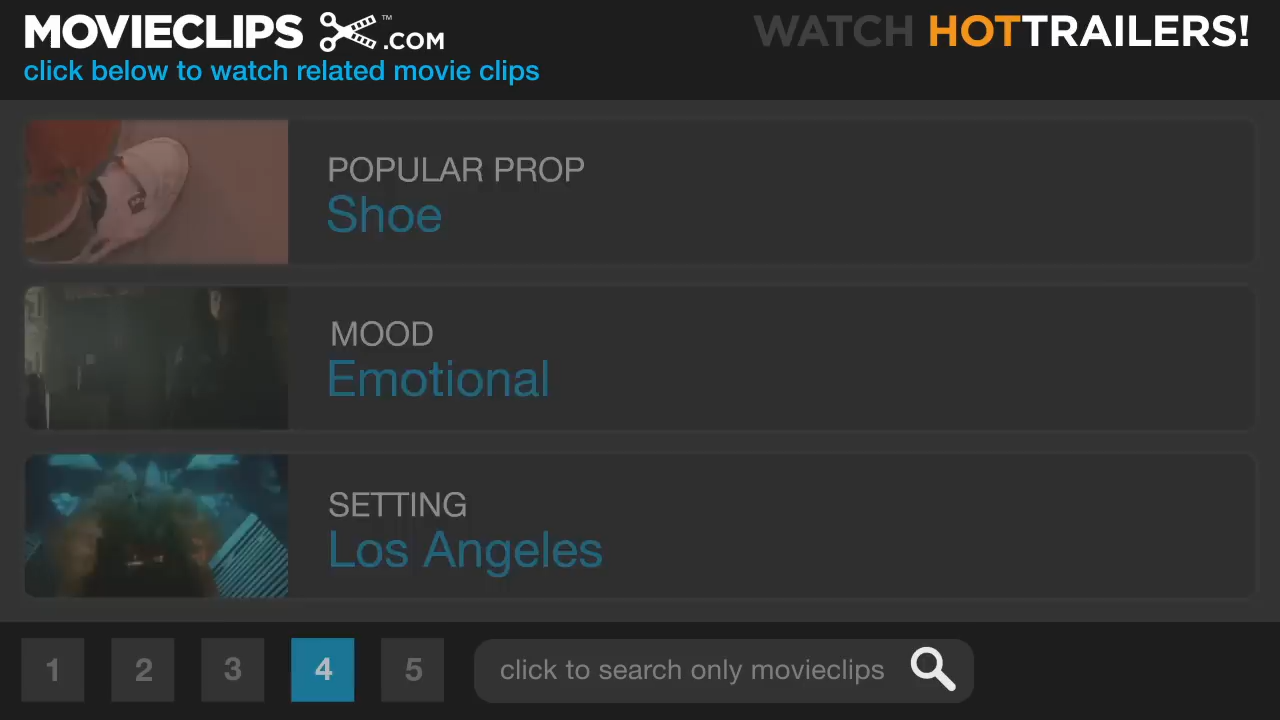 MOVIECLIPS ™ .COM
WATCH HOTTRAILERS!
click below to watch related movie clips
POPULAR PROP
Shoe
MOOD
Emotional
SETTING
Los Angeles
1 2 3 4 5
click to search only movieclips